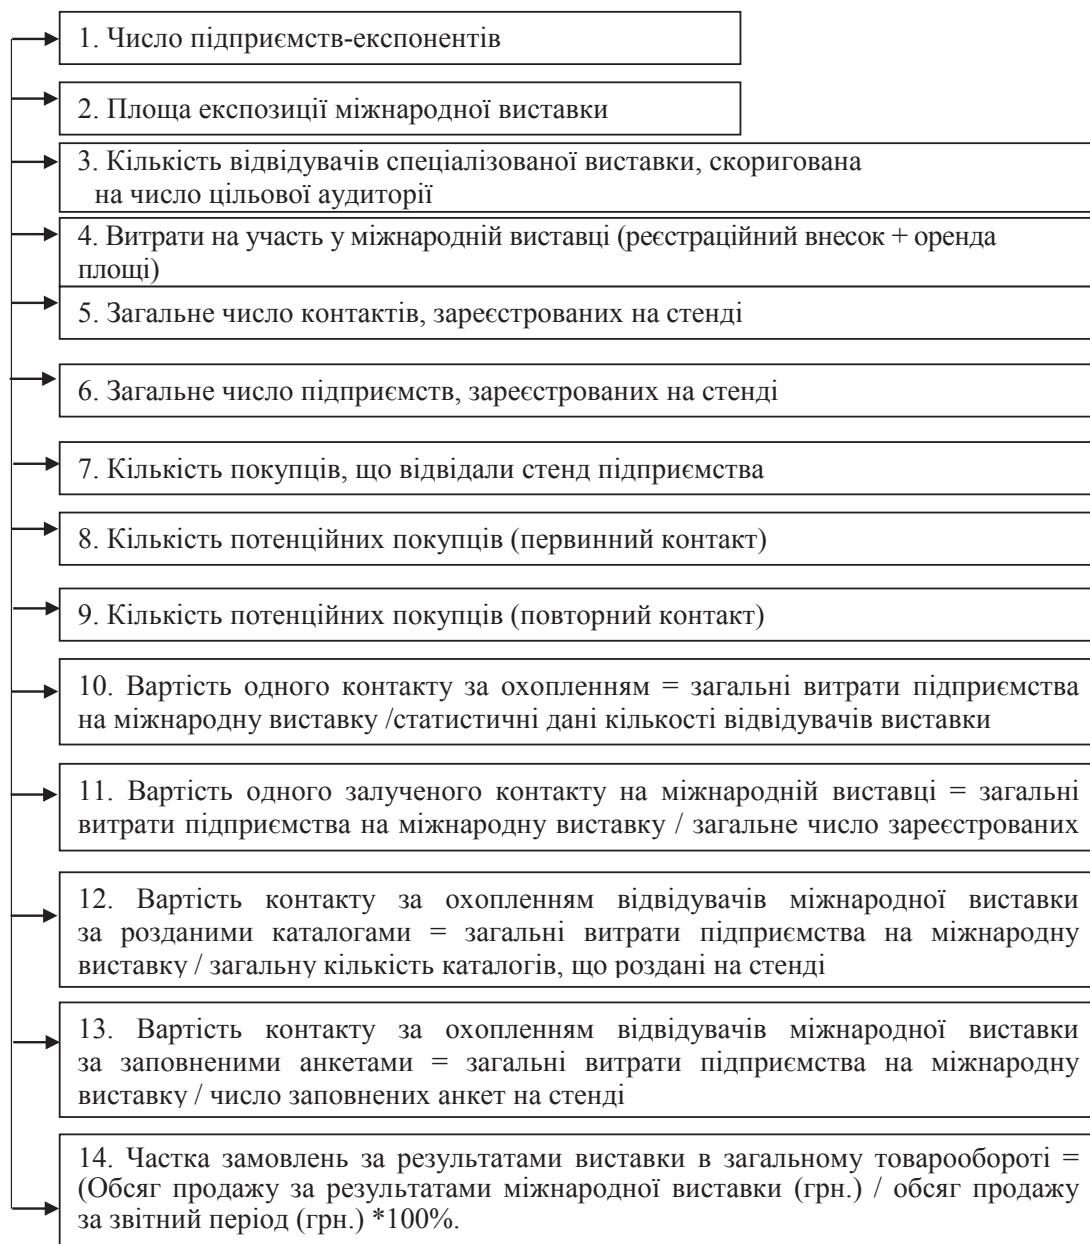 1. Число підприємств-експонентів
2. Площа експозиції міжнародної виставки
3. Кількість відвідувачів спеціалізованої виставки, скоригована
на число цільової аудиторії
4. Витрати на участь у міжнародній виставці (реєстраційний внесок + оренда
площі)
5. Загальне число контактів, зареєстрованих на стенді
6. Загальне число підприємств, зареєстрованих на стенді
7. Кількість покупців, що відвідали стенд підприємства
8. Кількість потенційних покупців (первинний контакт)
9. Кількість потенційних покупців (повторний контакт)
10. Вартість одного контакту за охопленням = загальні витрати підприємства
на міжнародну виставку /статистичні дані кількості відвідувачів виставки
11. Вартість одного залученого контакту на міжнародній виставці = загальні
витрати підприємства на міжнародну виставку / загальне число зареєстрованих
12. Вартість контакту за охопленням відвідувачів міжнародної виставки
за розданими каталогами = загальні витрати підприємства на міжнародну
виставку / загальну кількість каталогів, що роздані на стенді
13. Вартість контакту за охопленням відвідувачів міжнародної виставки
за заповненими анкетами = загальні витрати підприємства на міжнародну
виставку / число заповнених анкет на стенді
14. Частка замовлень за результатами виставки в загальному товарообороті =
(Обсяг продажу за результатами міжнародної виставки (грн.) / обсяг продажу
за звітний період (грн.) *100%.